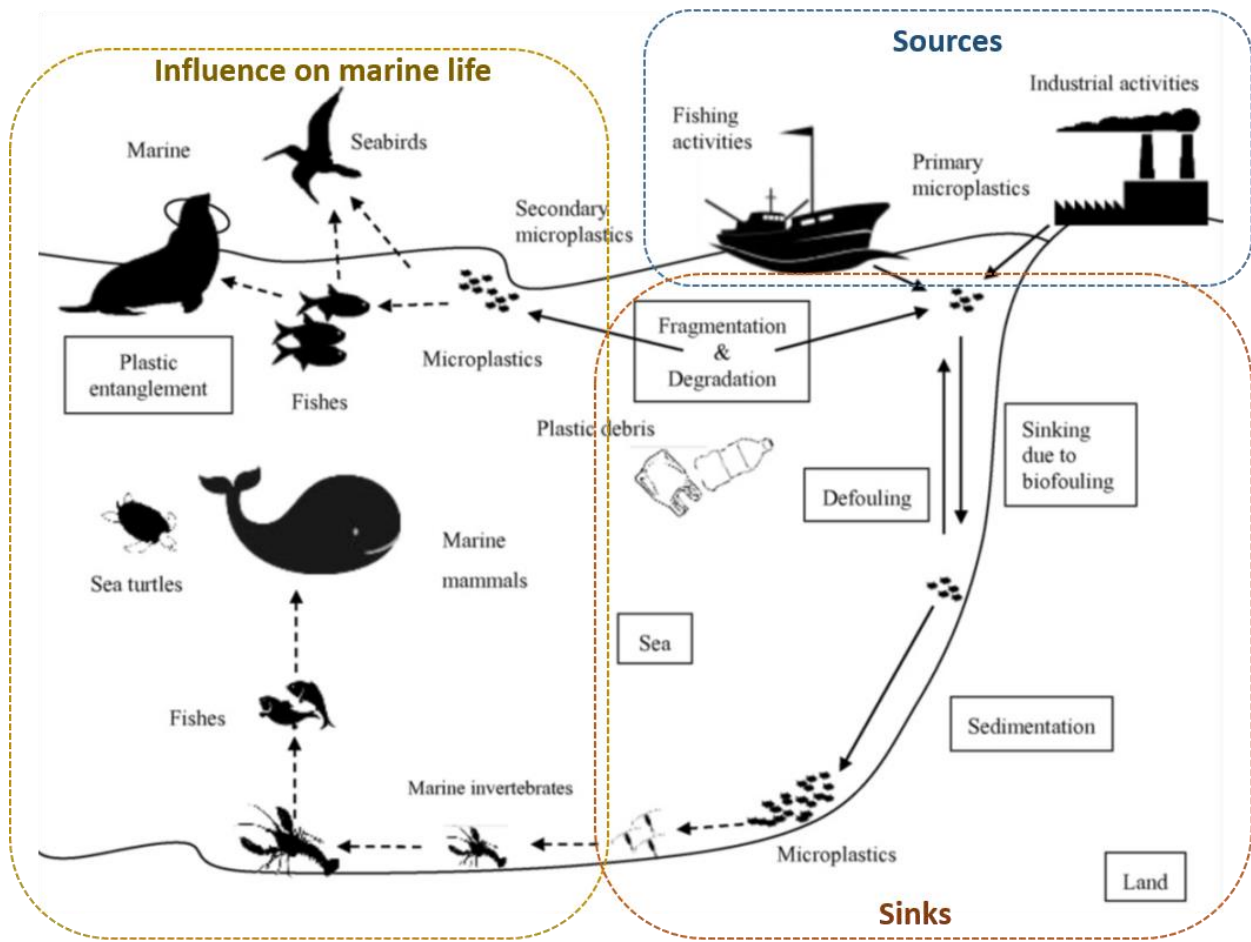 Sources
Influence on marine life
Industrial activities
Fishing
activities
Marine
Seabirds
Primary
microplastics
Secondary
microplastics
Fragmentation
&
Degradation
Plastic
entanglement
Microplastics
Fishes
Plastic debris
Sinking
due to
biofouling
Defouling
Marine
mammals
Sea turtles
Sea
Fishes
Sedimentation
Marine invertebrates
Microplastics
Land
Sinks